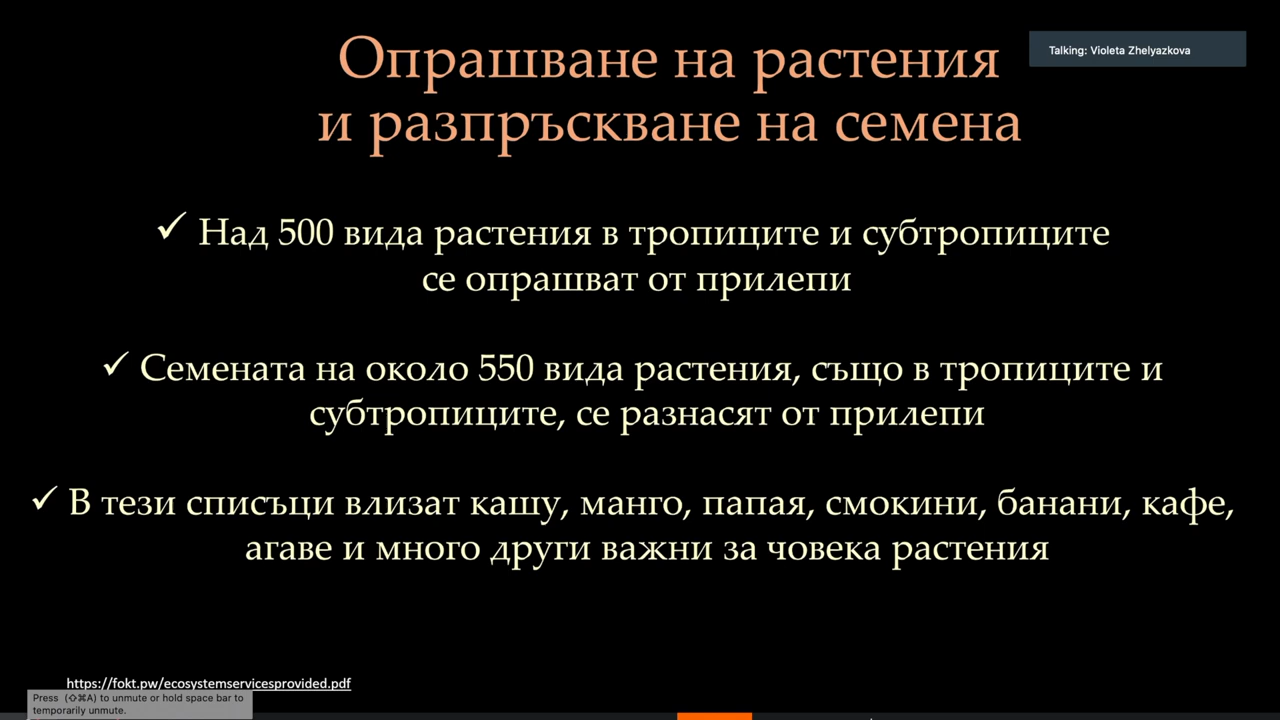 Опрашване на растения
и разпръскване на семена
Talking: Violeta Zhelyazkova
✓ Над 500 вида растения в тропиците и субтропиците
се опрашват от прилепи
✓ Семената на около 550 вида растения, също в тропиците и
субтропиците, се разнасят от прилепи
✓ В тези списъци влизат кашу, манго, папая, смокини, банани, кафе,
агаве и много други важни за човека растения
https://fokt.pw/ecosystemservicesprovided.pdf
Press (⇧⌘A) to unmute or hold space bar to
temporarily unmute.